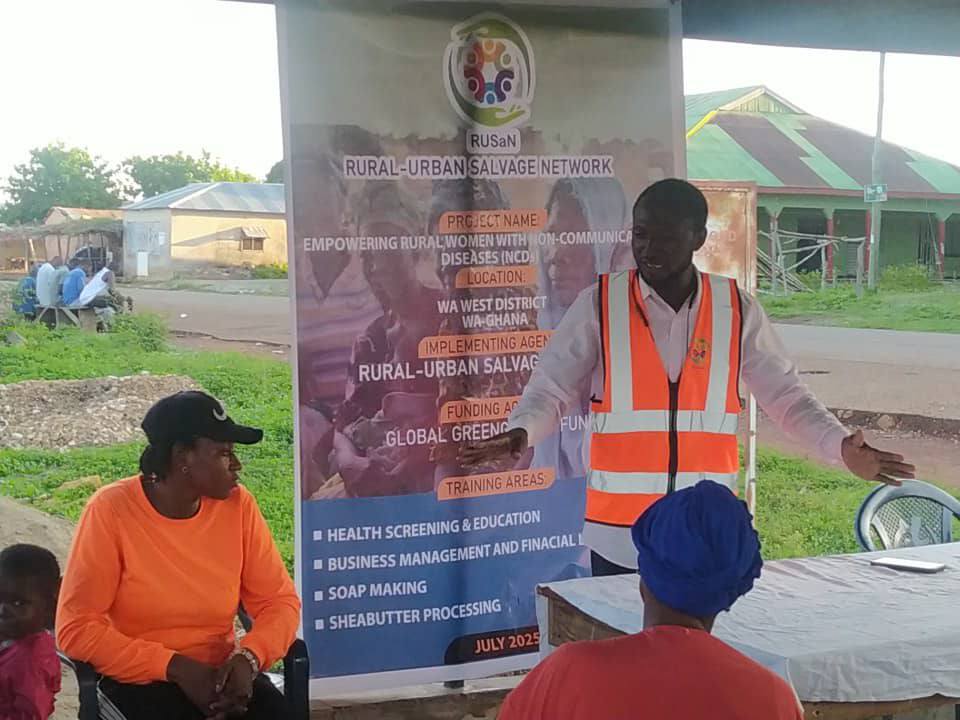 RUSaN
RURAL-URBAN SALVAGE NETWORK
PROJECT NAME:
EMPOWERING RURAL WOMEN WITH NON-COMMUNICA
DISEASES (NCDs)
LOCATION:
WA WEST DISTRICT
WA-GHANA
IMPLEMENTING AGEN
RURAL-URBAN SALVAGE
FUNDING AG
GLOBAL GREENG FUN
TRAINING AREAS:
HEALTH SCREENING & EDUCATION
BUSINESS MANAGEMENT AND FINACIAL L
SOAP MAKING
SHEABUTTER PROCESSING
JULY 2025